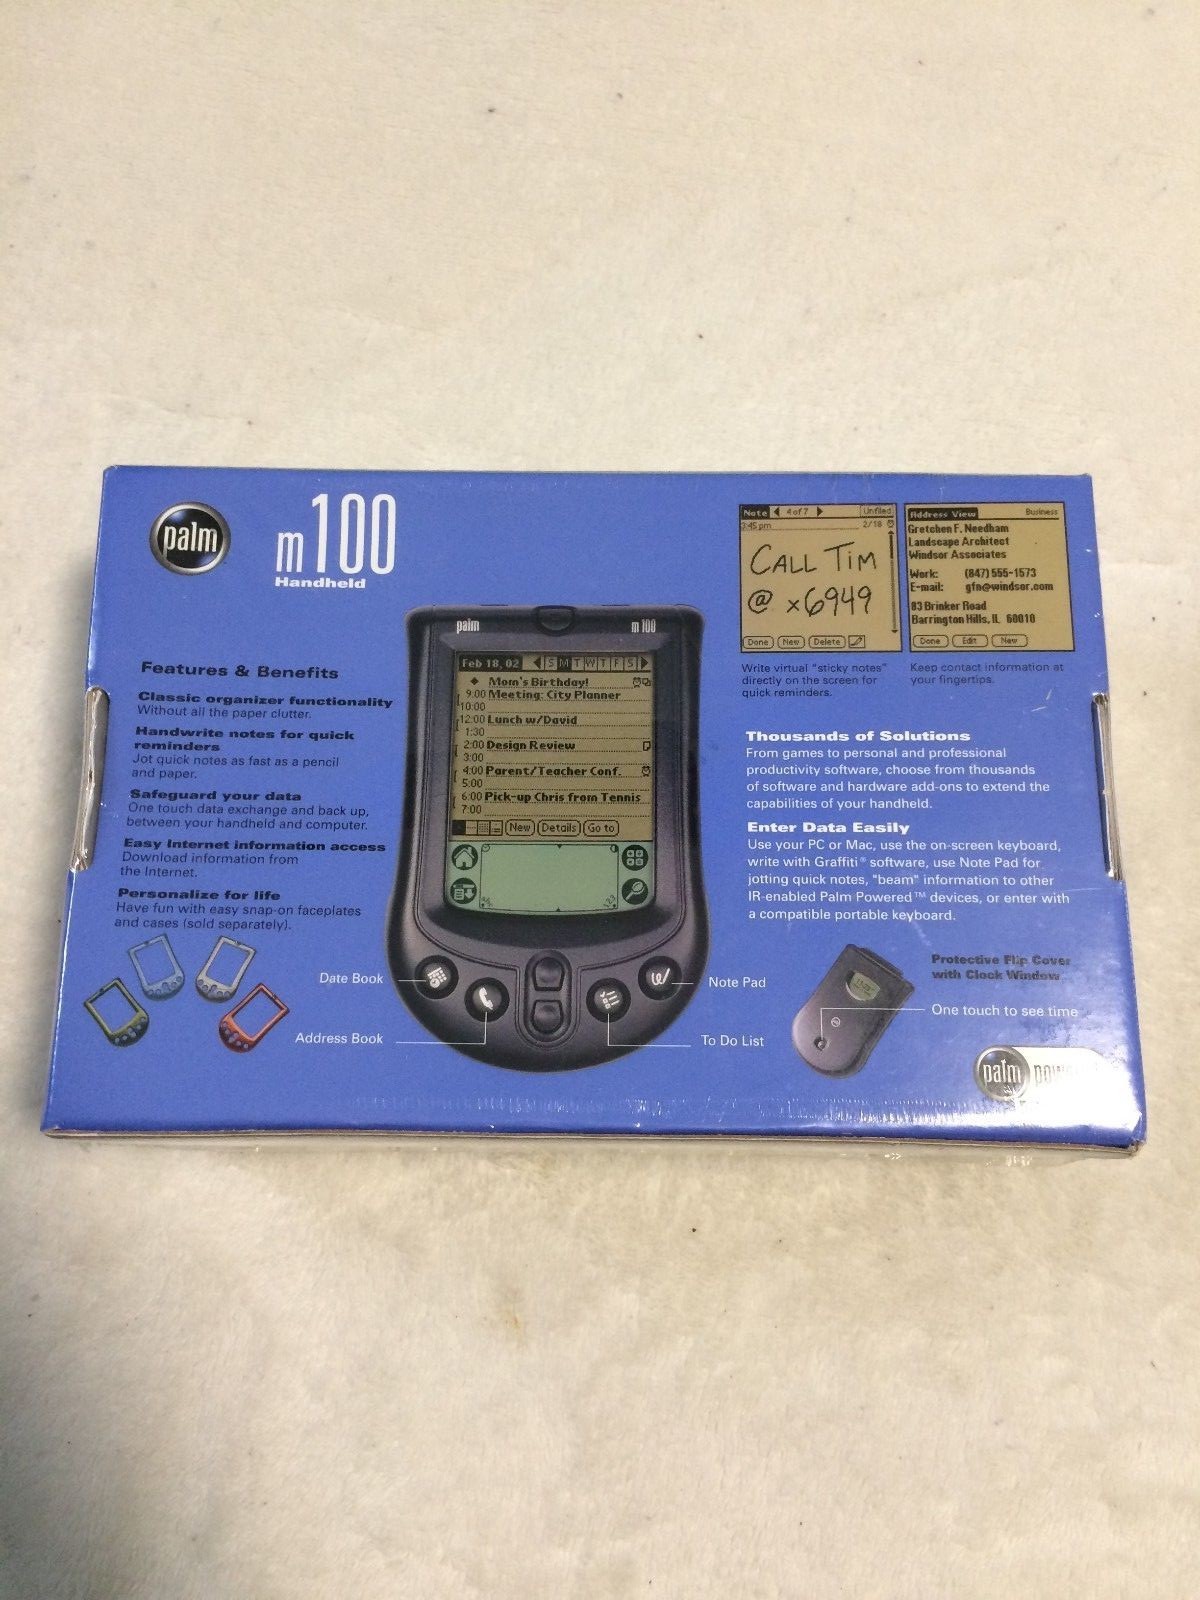 palm
m100
Handheld
Features & Benefits
Classic organizer functionality
Without all the paper clutter.
Handwrite notes for quick
reminders
Jot quick notes as fast as a pencil
and paper.
Safeguard your data
One touch data exchange and back up,
between your handheld and computer.
Easy Internet information access
Download information from
the Internet.
Personalize for life
Have fun with easy snap-on faceplates
and cases (sold separately).
palm m100
Feb 18, 02 S M T W T F S
Mom's Birthday!
9:00 Meeting: City Planner
10:00
12:00 Lunch w/David
1:30
2:00 Design Review
3:00
4:00 Parent/Teacher Conf.
5:00
6:00 Pick-up Chris from Tennis
7:00
New Details Go to
Date Book
Address Book
Note Pad
To Do List
Note 4 of 7 Unfiled
3:45 pm 2/18
CALL TIM
@ x6949
Done New Delete
Write virtual "sticky notes"
directly on the screen for
quick reminders.
Address View Business
Gretchen F. Needham
Landscape Architect
Windsor Associates
Work: (847) 555-1573
E-mail: gfn@windsor.com
83 Brinker Road
Barrington Hills, IL 60010
Done Edit New
Keep contact information at
your fingertips.
Thousands of Solutions
From games to personal and professional
productivity software, choose from thousands
of software and hardware add-ons to extend the
capabilities of your handheld.
Enter Data Easily
Use your PC or Mac, use the on-screen keyboard,
write with Graffiti® software, use Note Pad for
jotting quick notes, "beam" information to other
IR-enabled Palm Powered™ devices, or enter with
a compatible portable keyboard.
Protective Flip Cover
with Clock Window
One touch to see time
palm